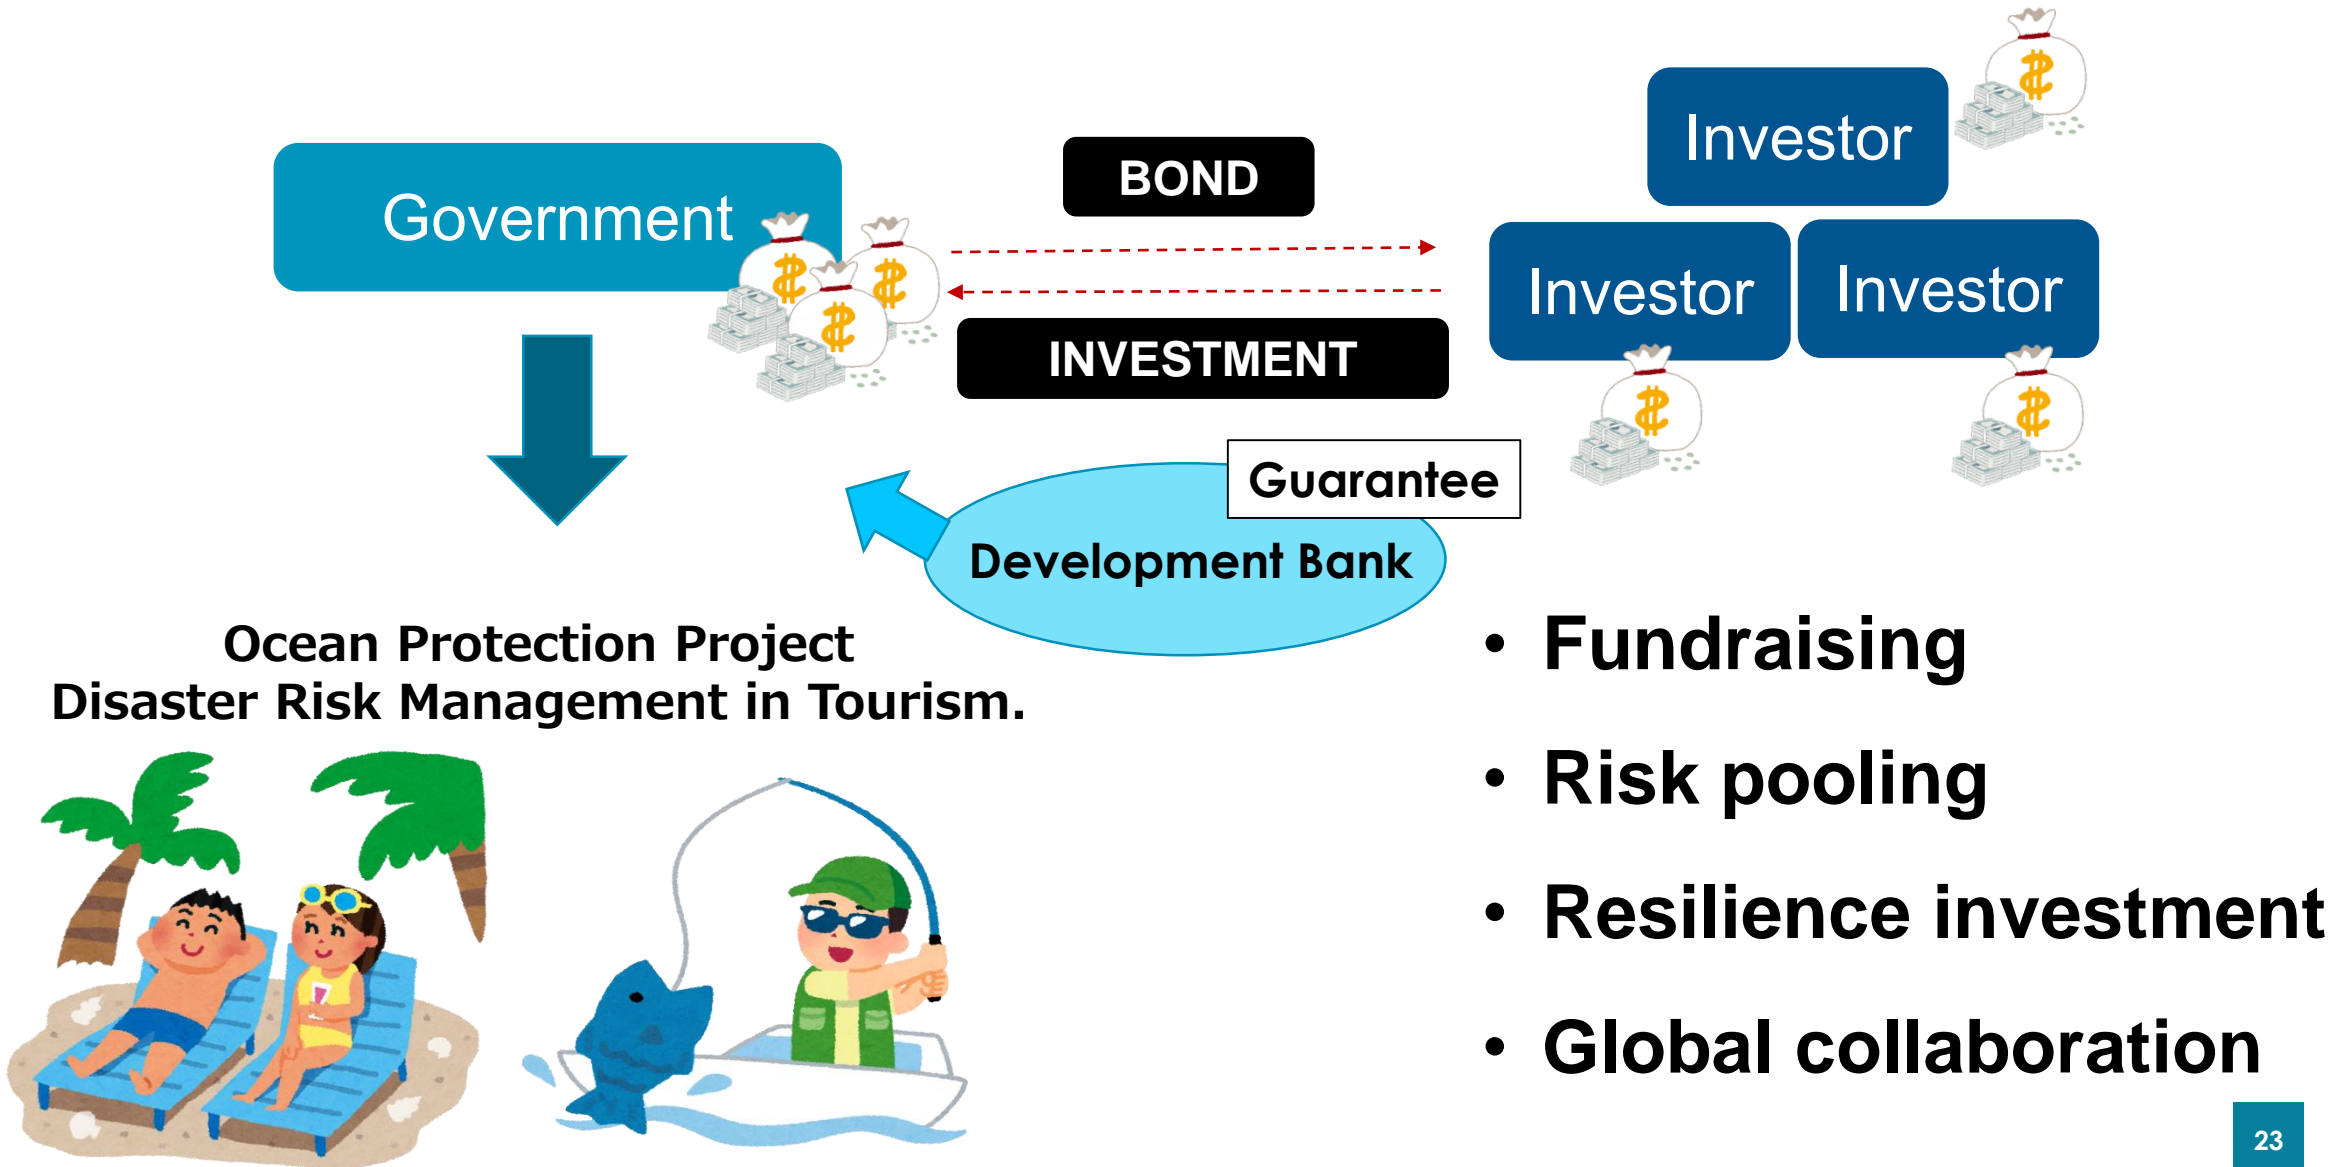 Government
BOND
INVESTMENT
Investor
Investor
Investor
Guarantee
Development Bank
Ocean Protection Project
Disaster Risk Management in Tourism.
• Fundraising
• Risk pooling
• Resilience investment
• Global collaboration
23